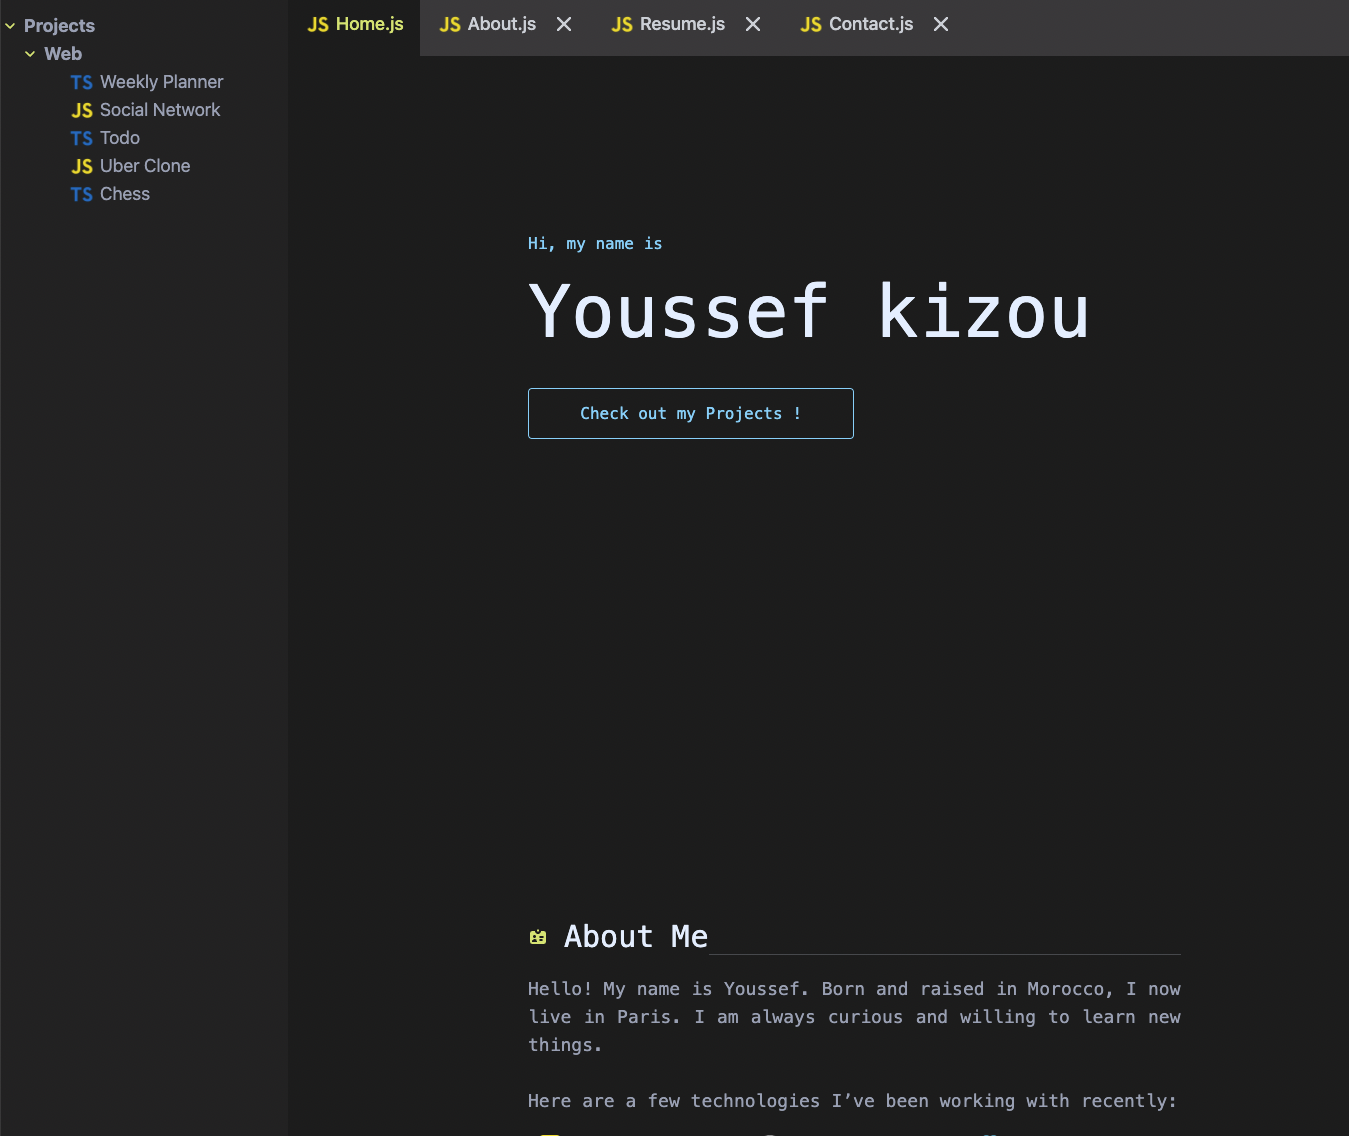 Projects
Web
TS Weekly Planner
JS Social Network
TS Todo
JS Uber Clone
TS Chess
JS Home.js JS About.js JS Resume.js JS Contact.js
Hi, my name is
Youssef kizou
Check out my Projects !
About Me
Hello! My name is Youssef. Born and raised in Morocco, I now
live in Paris. I am always curious and willing to learn new
things.
Here are a few technologies I’ve been working with recently: